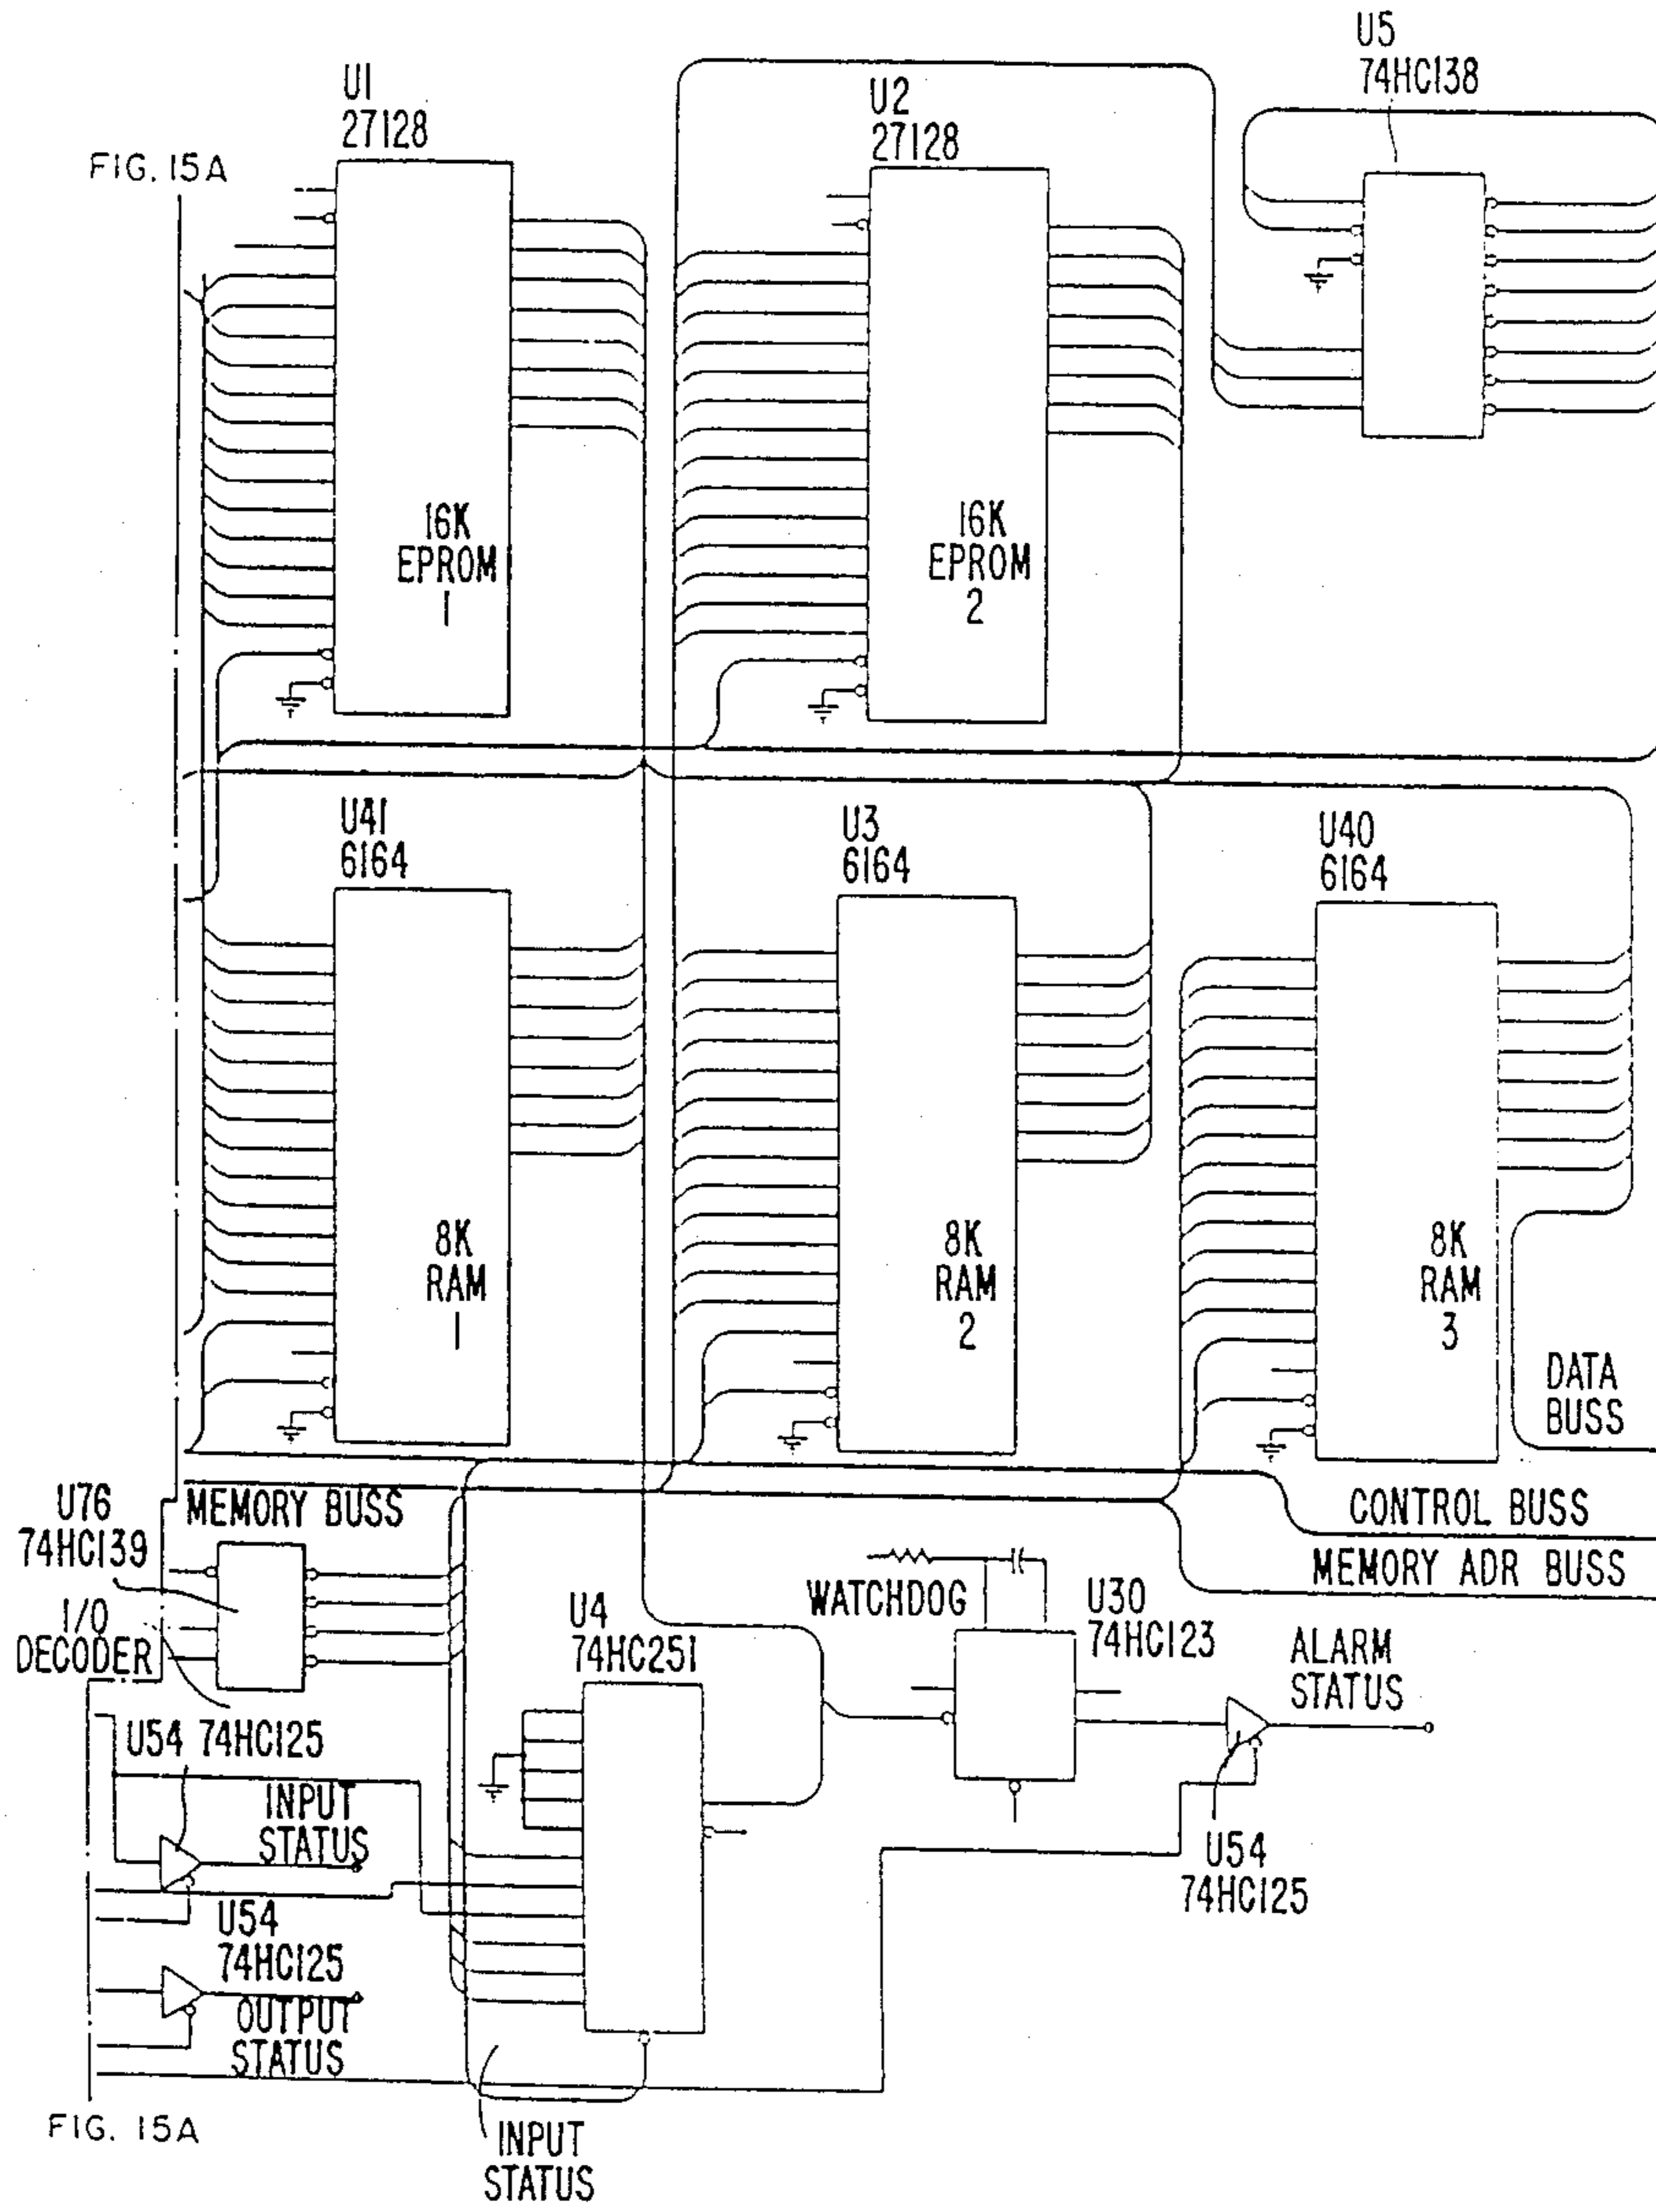 U5
74HC138
U1
27128
U2
27128
FIG. 15A
16K
EPROM
1
16K
EPROM
2
U41
6164
U3
6164
U40
6164
8K
RAM
1
8K
RAM
2
8K
RAM
3
DATA
BUSS
MEMORY BUSS
CONTROL BUSS
MEMORY ADR BUSS
U76
74HC139
I/O
DECODER
WATCHDOG
U30
74HC123
U4
74HC251
ALARM
STATUS
U54 74HC125
INPUT
STATUS
U54
74HC125
U54
74HC125
OUTPUT
STATUS
FIG. 15A
INPUT
STATUS